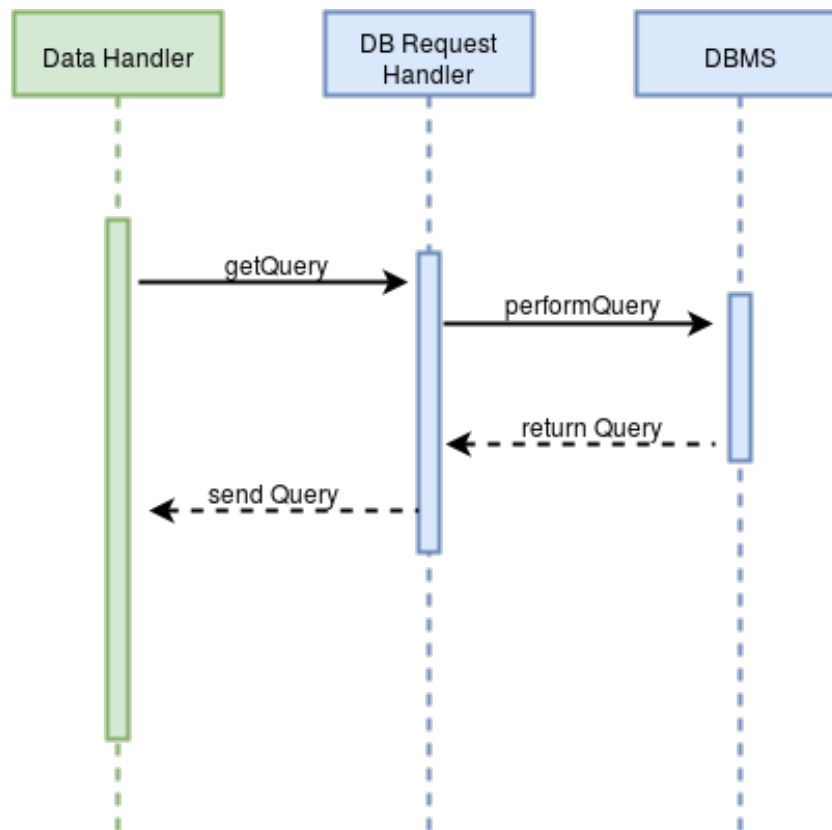 Data Handler
DB Request
Handler
DBMS
getQuery
performQuery
return Query
send Query